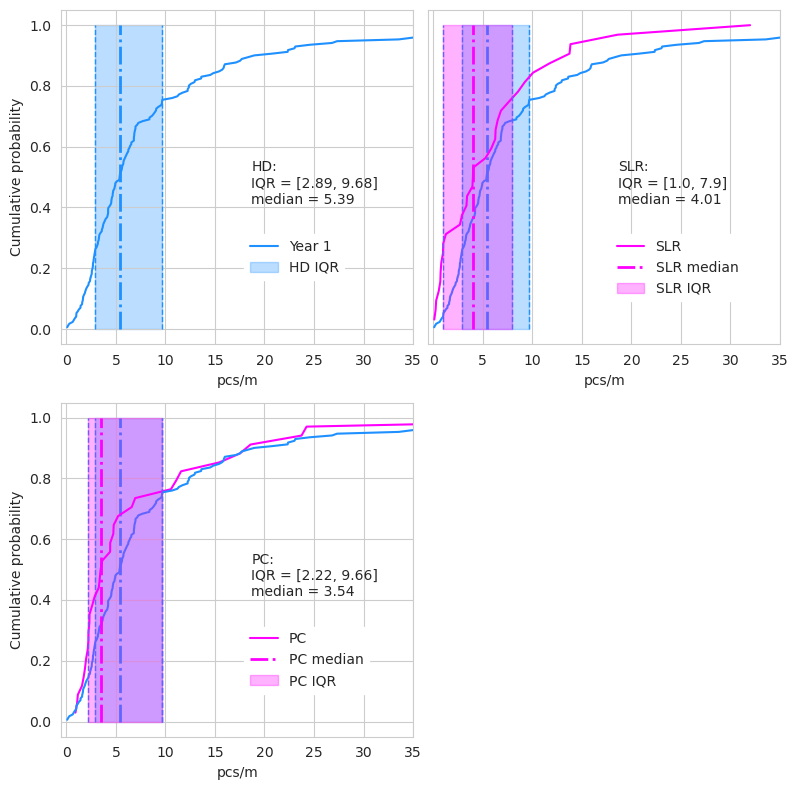 Cumulative probability
1.0
0.8
0.6
0.4
0.2
0.0
HD:
IQR = [2.89, 9.68]
median = 5.39
Year 1
HD IQR
0 5 10 15 20 25 30 35
pcs/m
SLR:
IQR = [1.0, 7.9]
median = 4.01
SLR
SLR median
SLR IQR
0 5 10 15 20 25 30 35
pcs/m
Cumulative probability
1.0
0.8
0.6
0.4
0.2
0.0
PC:
IQR = [2.22, 9.66]
median = 3.54
PC
PC median
PC IQR
0 5 10 15 20 25 30 35
pcs/m